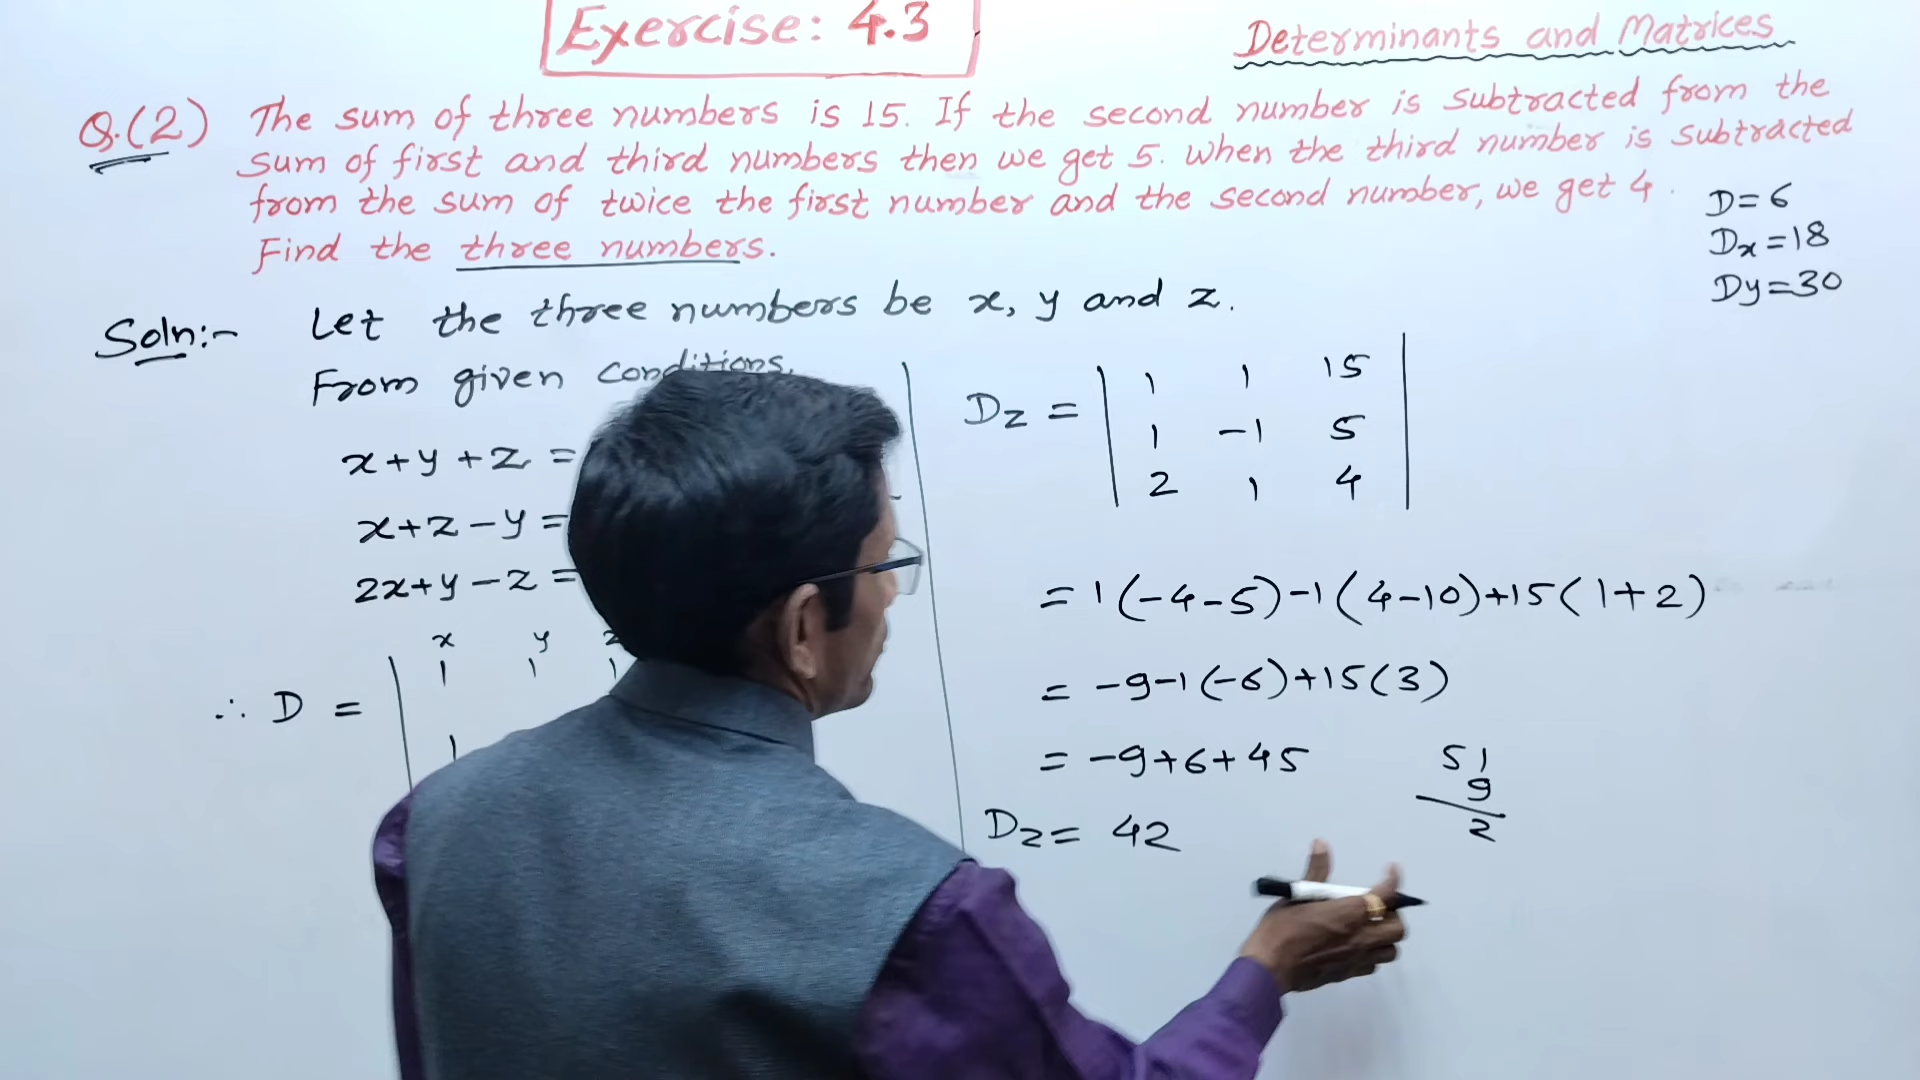 Exercise: 4.3
Determinants and Matrices
Q.(2) The sum of three numbers is 15. If the second number is subtracted from the
sum of first and third numbers then we get 5. When the third number is subtracted
from the sum of twice the first number and the second number, we get 4.
Find the three numbers.
D=6
Dx=18
Dy=30
Soln:- Let the three numbers be x, y and z.
From given conditions,
x+y+z =
x+z-y =
2x+y-z =
x y z
∴ D = | 1 1 1
1
Dz = | 1 1 15 |
1 -1 5
2 1 4
= 1(-4-5)-1(4-10)+15(1+2)
= -9-1(-6)+15(3)
= -9+6+45
51
9
2
Dz = 42